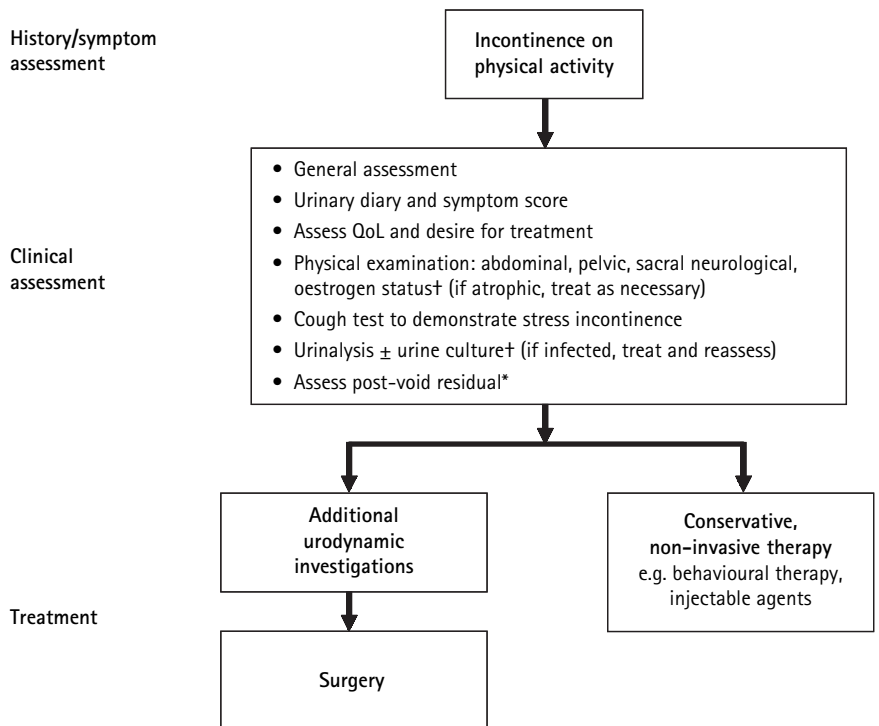 History/symptom
assessment
Incontinence on
physical activity
Clinical
assessment
• General assessment
• Urinary diary and symptom score
• Assess QoL and desire for treatment
• Physical examination: abdominal, pelvic, sacral neurological,
oestrogen status† (if atrophic, treat as necessary)
• Cough test to demonstrate stress incontinence
• Urinalysis ± urine culture† (if infected, treat and reassess)
• Assess post-void residual*
Additional
urodynamic
investigations
Conservative,
non-invasive therapy
e.g. behavioural therapy,
injectable agents
Treatment
Surgery